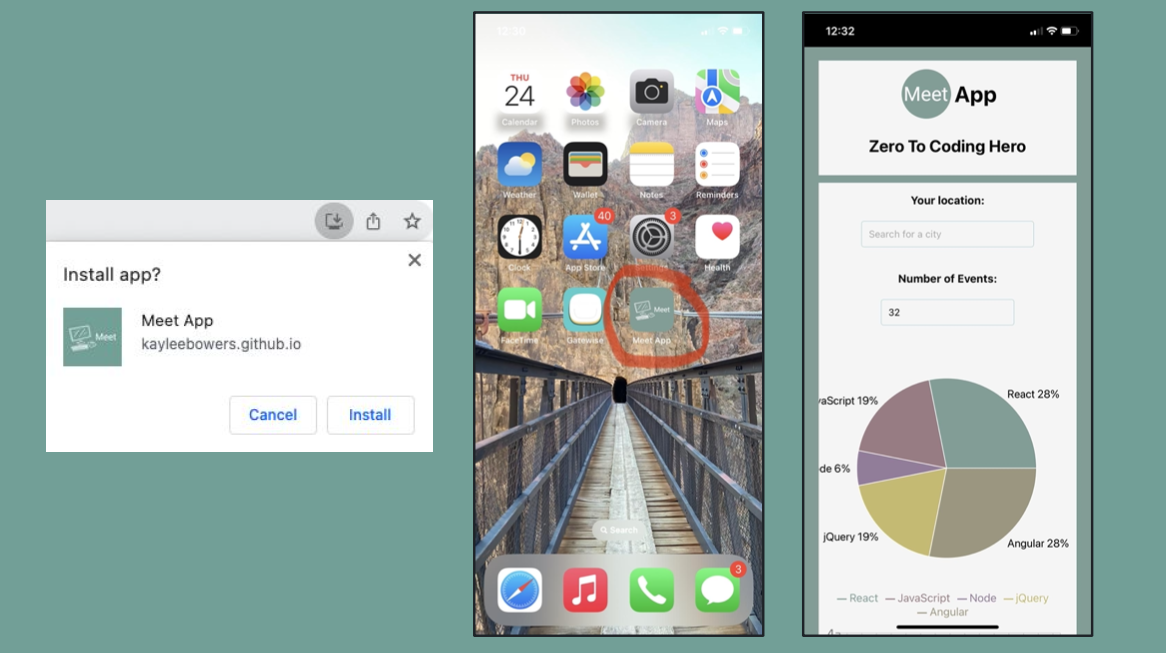 Install app?
Meet
Meet App
kayleebowers.github.io
Cancel
Install
12:30
THU
24
Calendar
Photos
Camera
Maps
Weather
Wallet
Notes
Reminders
40
3
Clock
App Store
Settings
Health
Meet
FaceTime
Gatewise
Meet App
Search
3
12:32
Meet App
Zero To Coding Hero
Your location:
Search for a city
Number of Events:
32
React 28%
vaScript 19%
de 6%
jQuery 19%
Angular 28%
React JavaScript Node jQuery
Angular